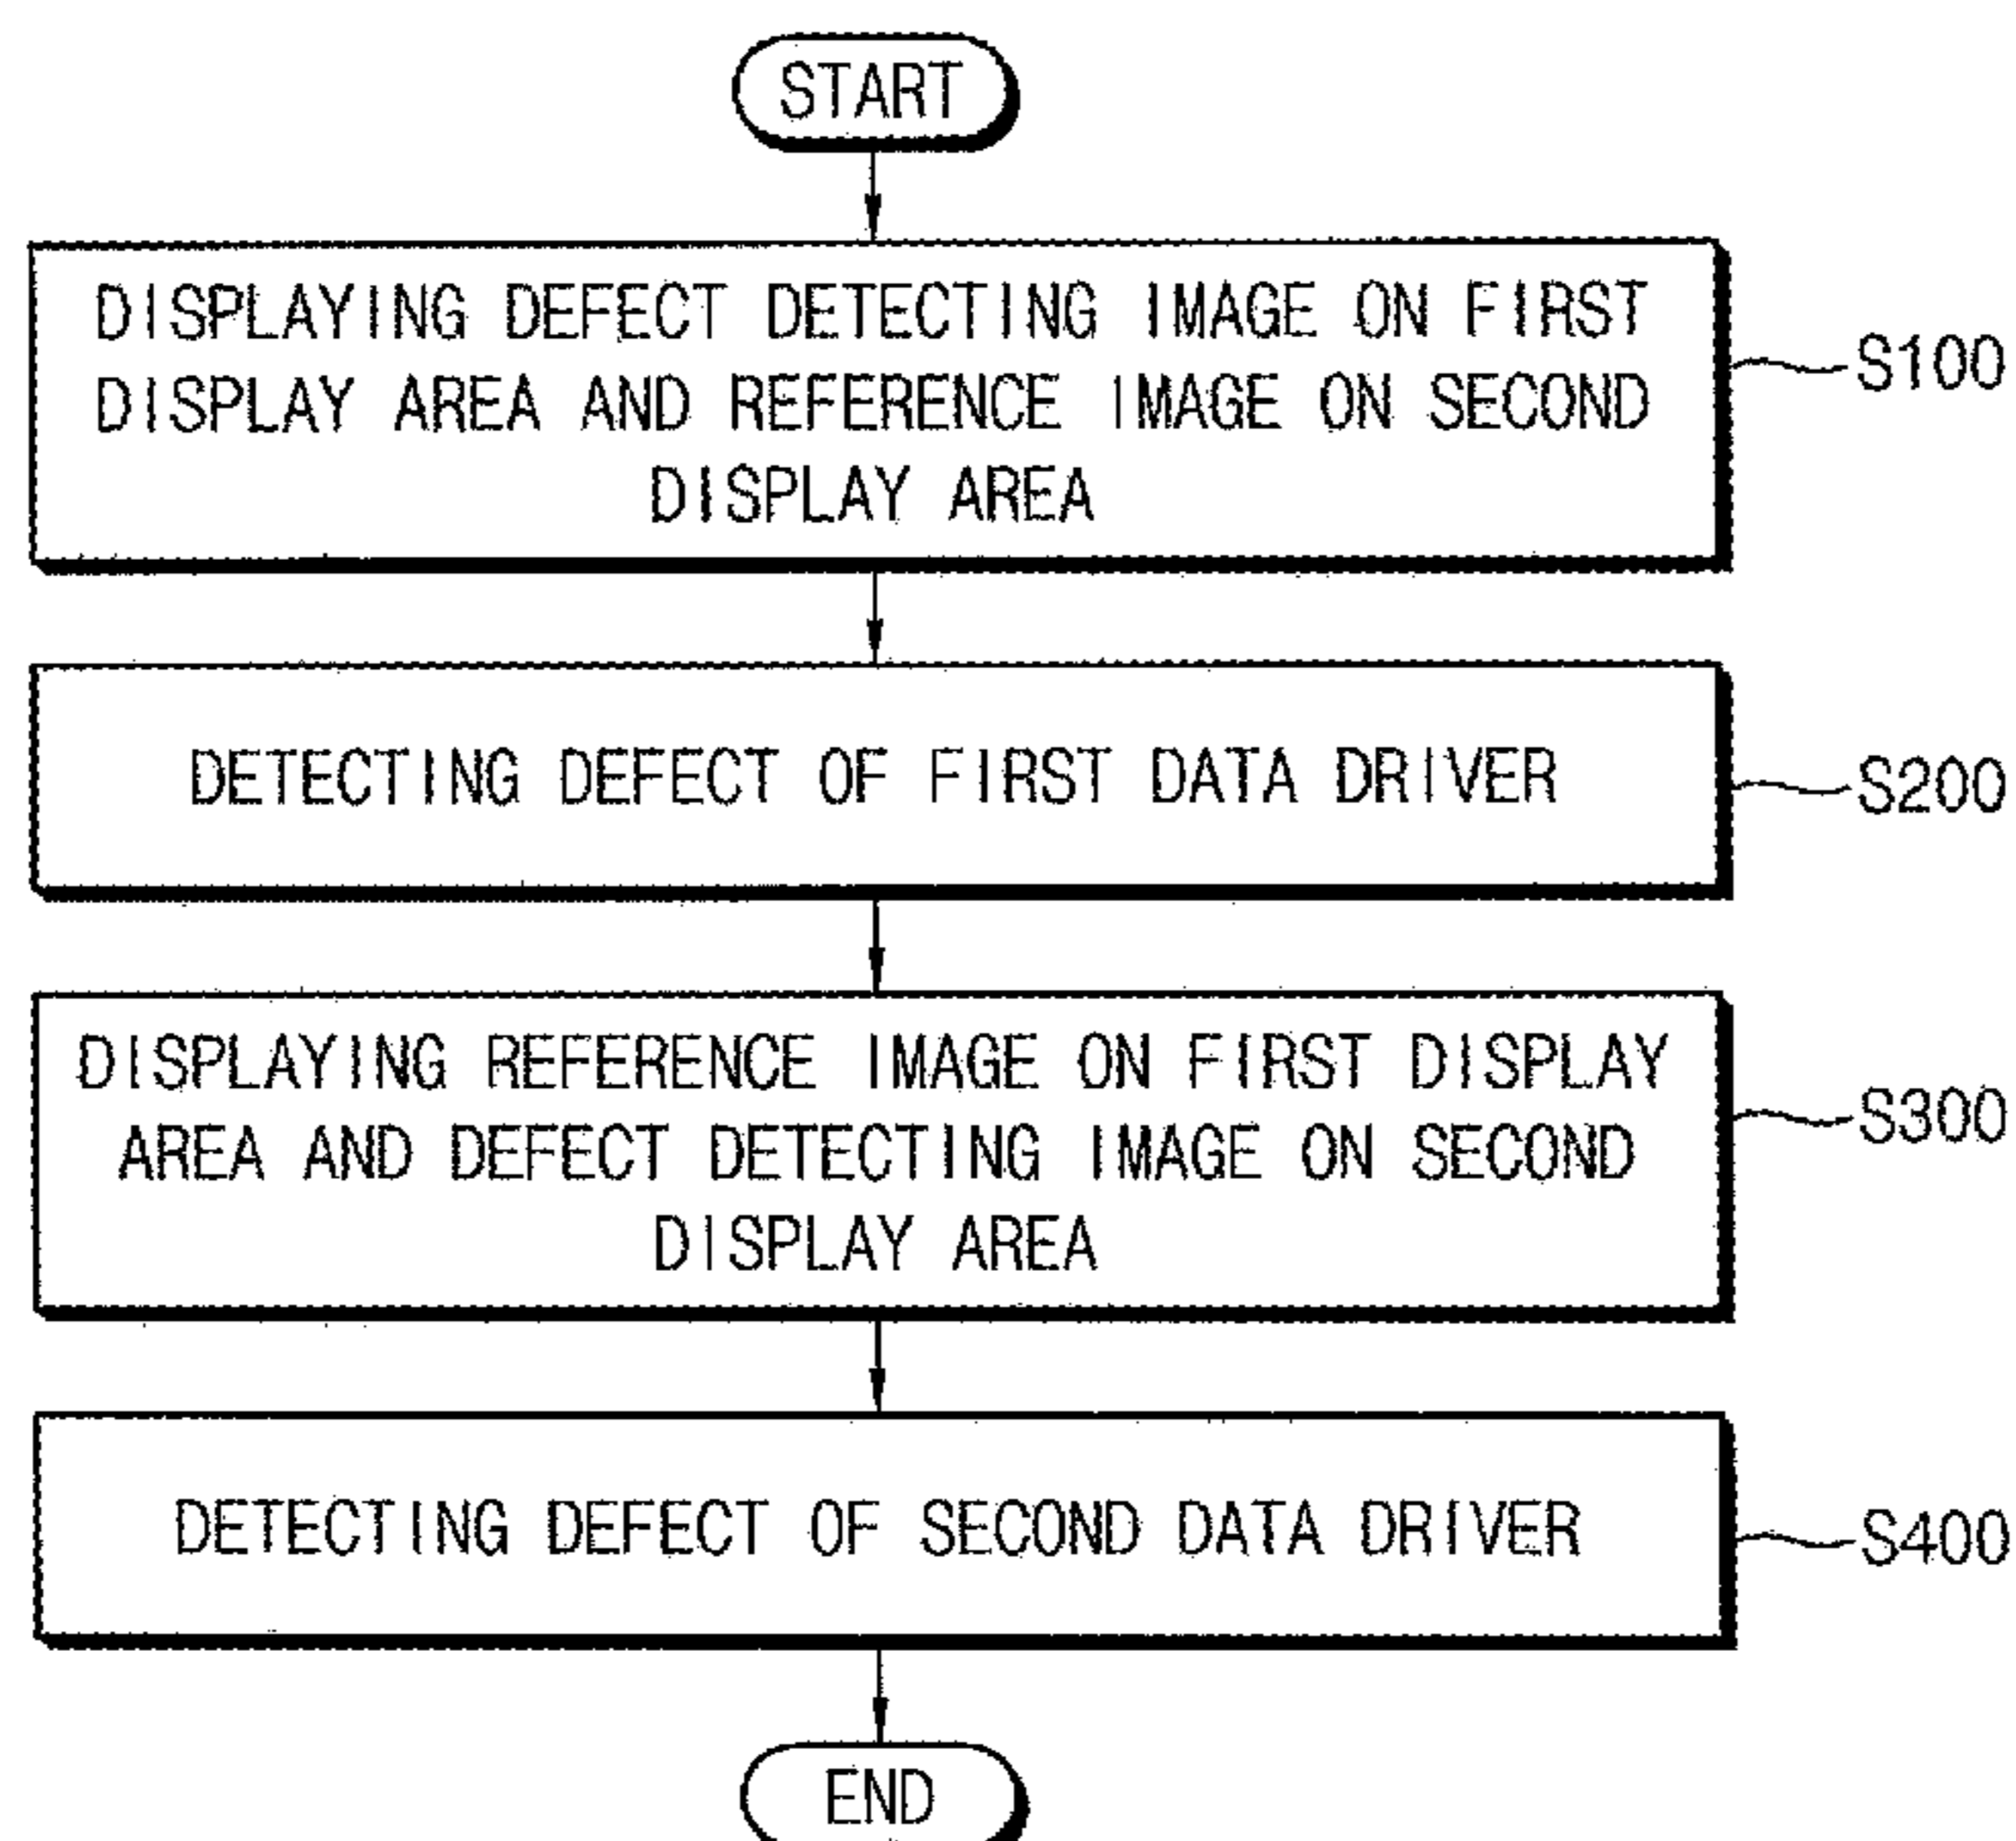 START
DISPLAYING DEFECT DETECTING IMAGE ON FIRST
DISPLAY AREA AND REFERENCE IMAGE ON SECOND
DISPLAY AREA
S100
DETECTING DEFECT OF FIRST DATA DRIVER
S200
DISPLAYING REFERENCE IMAGE ON FIRST DISPLAY
AREA AND DEFECT DETECTING IMAGE ON SECOND
DISPLAY AREA
S300
DETECTING DEFECT OF SECOND DATA DRIVER
S400
END